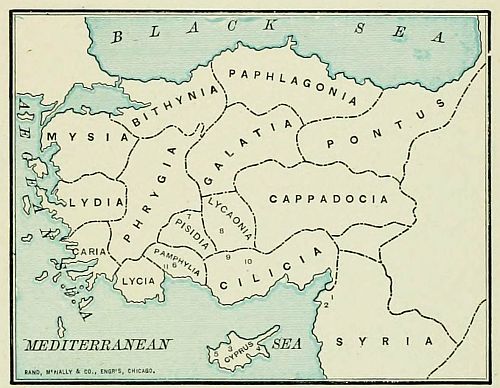 BLACK SEA
PAPHLAGONIA
BITHYNIA
PONTUS
GALATIA
MYSIA
AEGEAN SEA
PHRYGIA
LYDIA
CAPPADOCIA
LYCAONIA
7
PISIDIA
8
CARIA
PAMPHYLIA
9 10
11 6
CILICIA
LYCIA
1
2
MEDITERRANEAN SEA
SYRIA
5 3 4
CYPRUS
RAND, MCNALLY & CO., ENGR'S, CHICAGO.